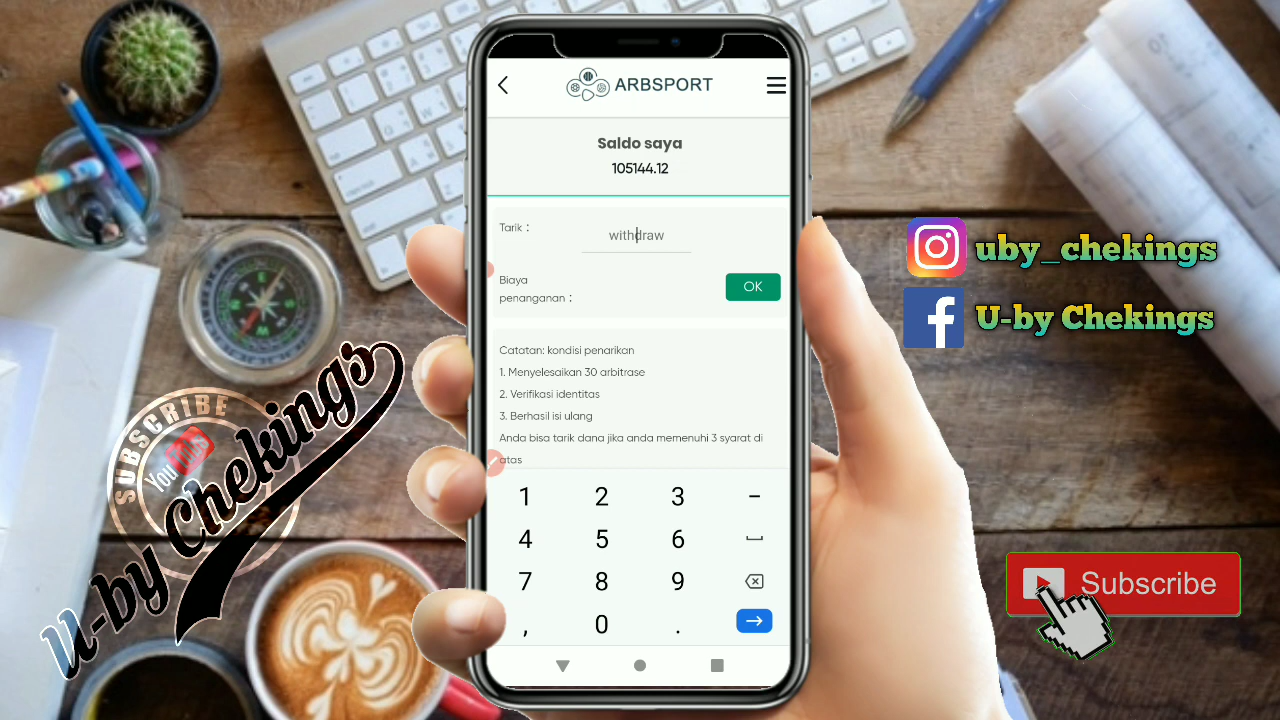 ARBSPORT
Saldo saya
105144.12
Tarik :
withdraw
Biaya
penanganan :
OK
Catatan: kondisi penarikan
1. Menyelesaikan 30 arbitrase
2. Verifikasi identitas
3. Berhasil isi ulang
Anda bisa tarik dana jika anda memenuhi 3 syarat di
atas
1 2 3 –
4 5 6
7 8 9
, 0 .
uby_chekings
U-by Chekings
SUBSCRIBE
YouTube
U-by Chekings
Subscribe